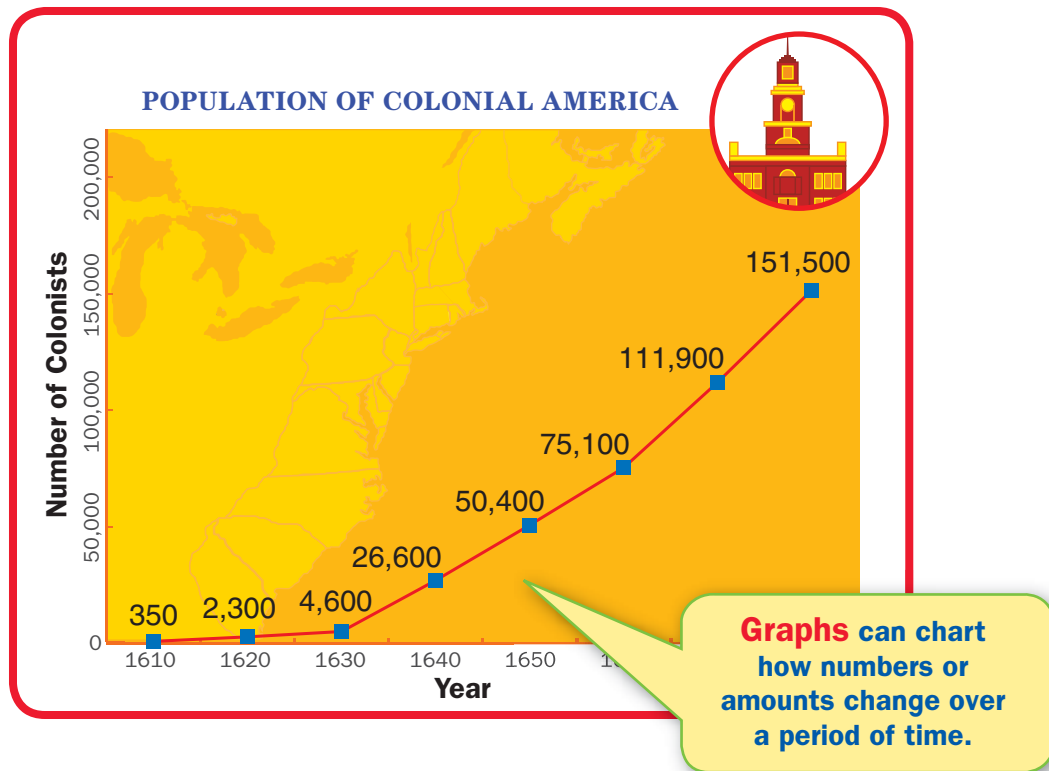 POPULATION OF COLONIAL AMERICA
Number of Colonists
200,000
150,000
100,000
50,000
0
350
2,300
4,600
26,600
50,400
75,100
111,900
151,500
1610
1620
1630
1640
1650
Year
Graphs can chart
how numbers or
amounts change over
a period of time.